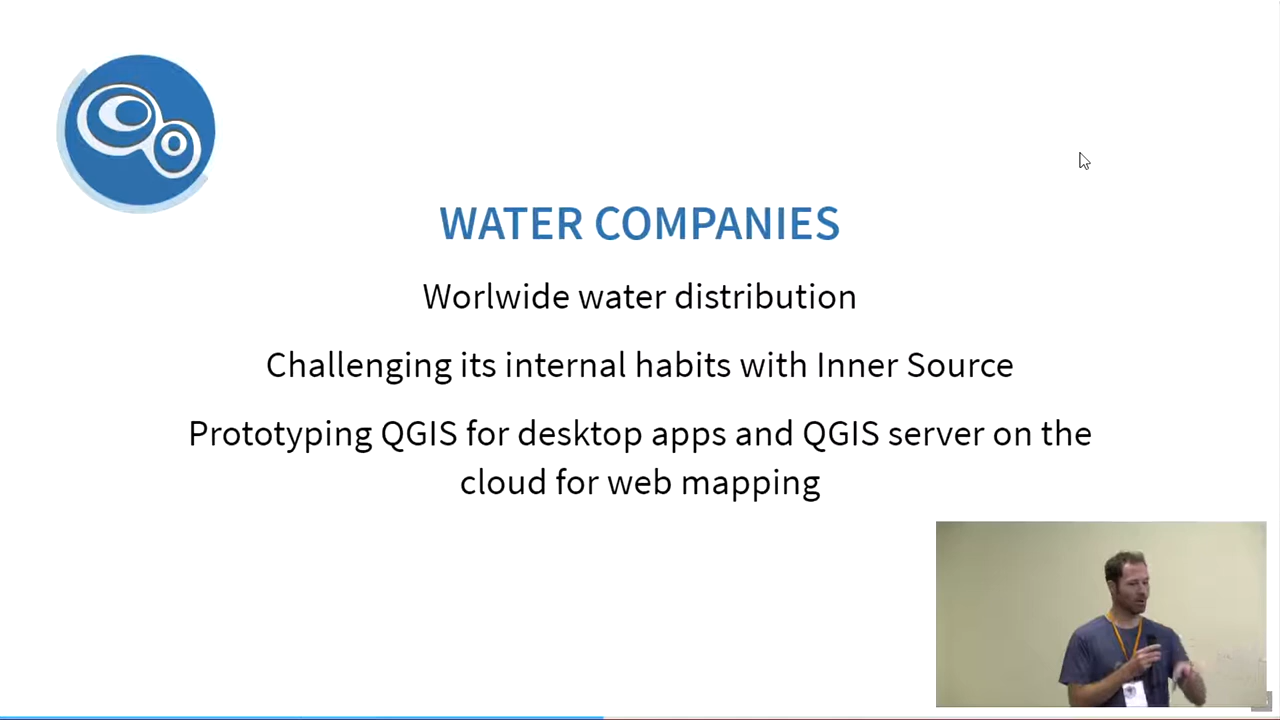 WATER COMPANIES
Worlwide water distribution
Challenging its internal habits with Inner Source
Prototyping QGIS for desktop apps and QGIS server on the
cloud for web mapping